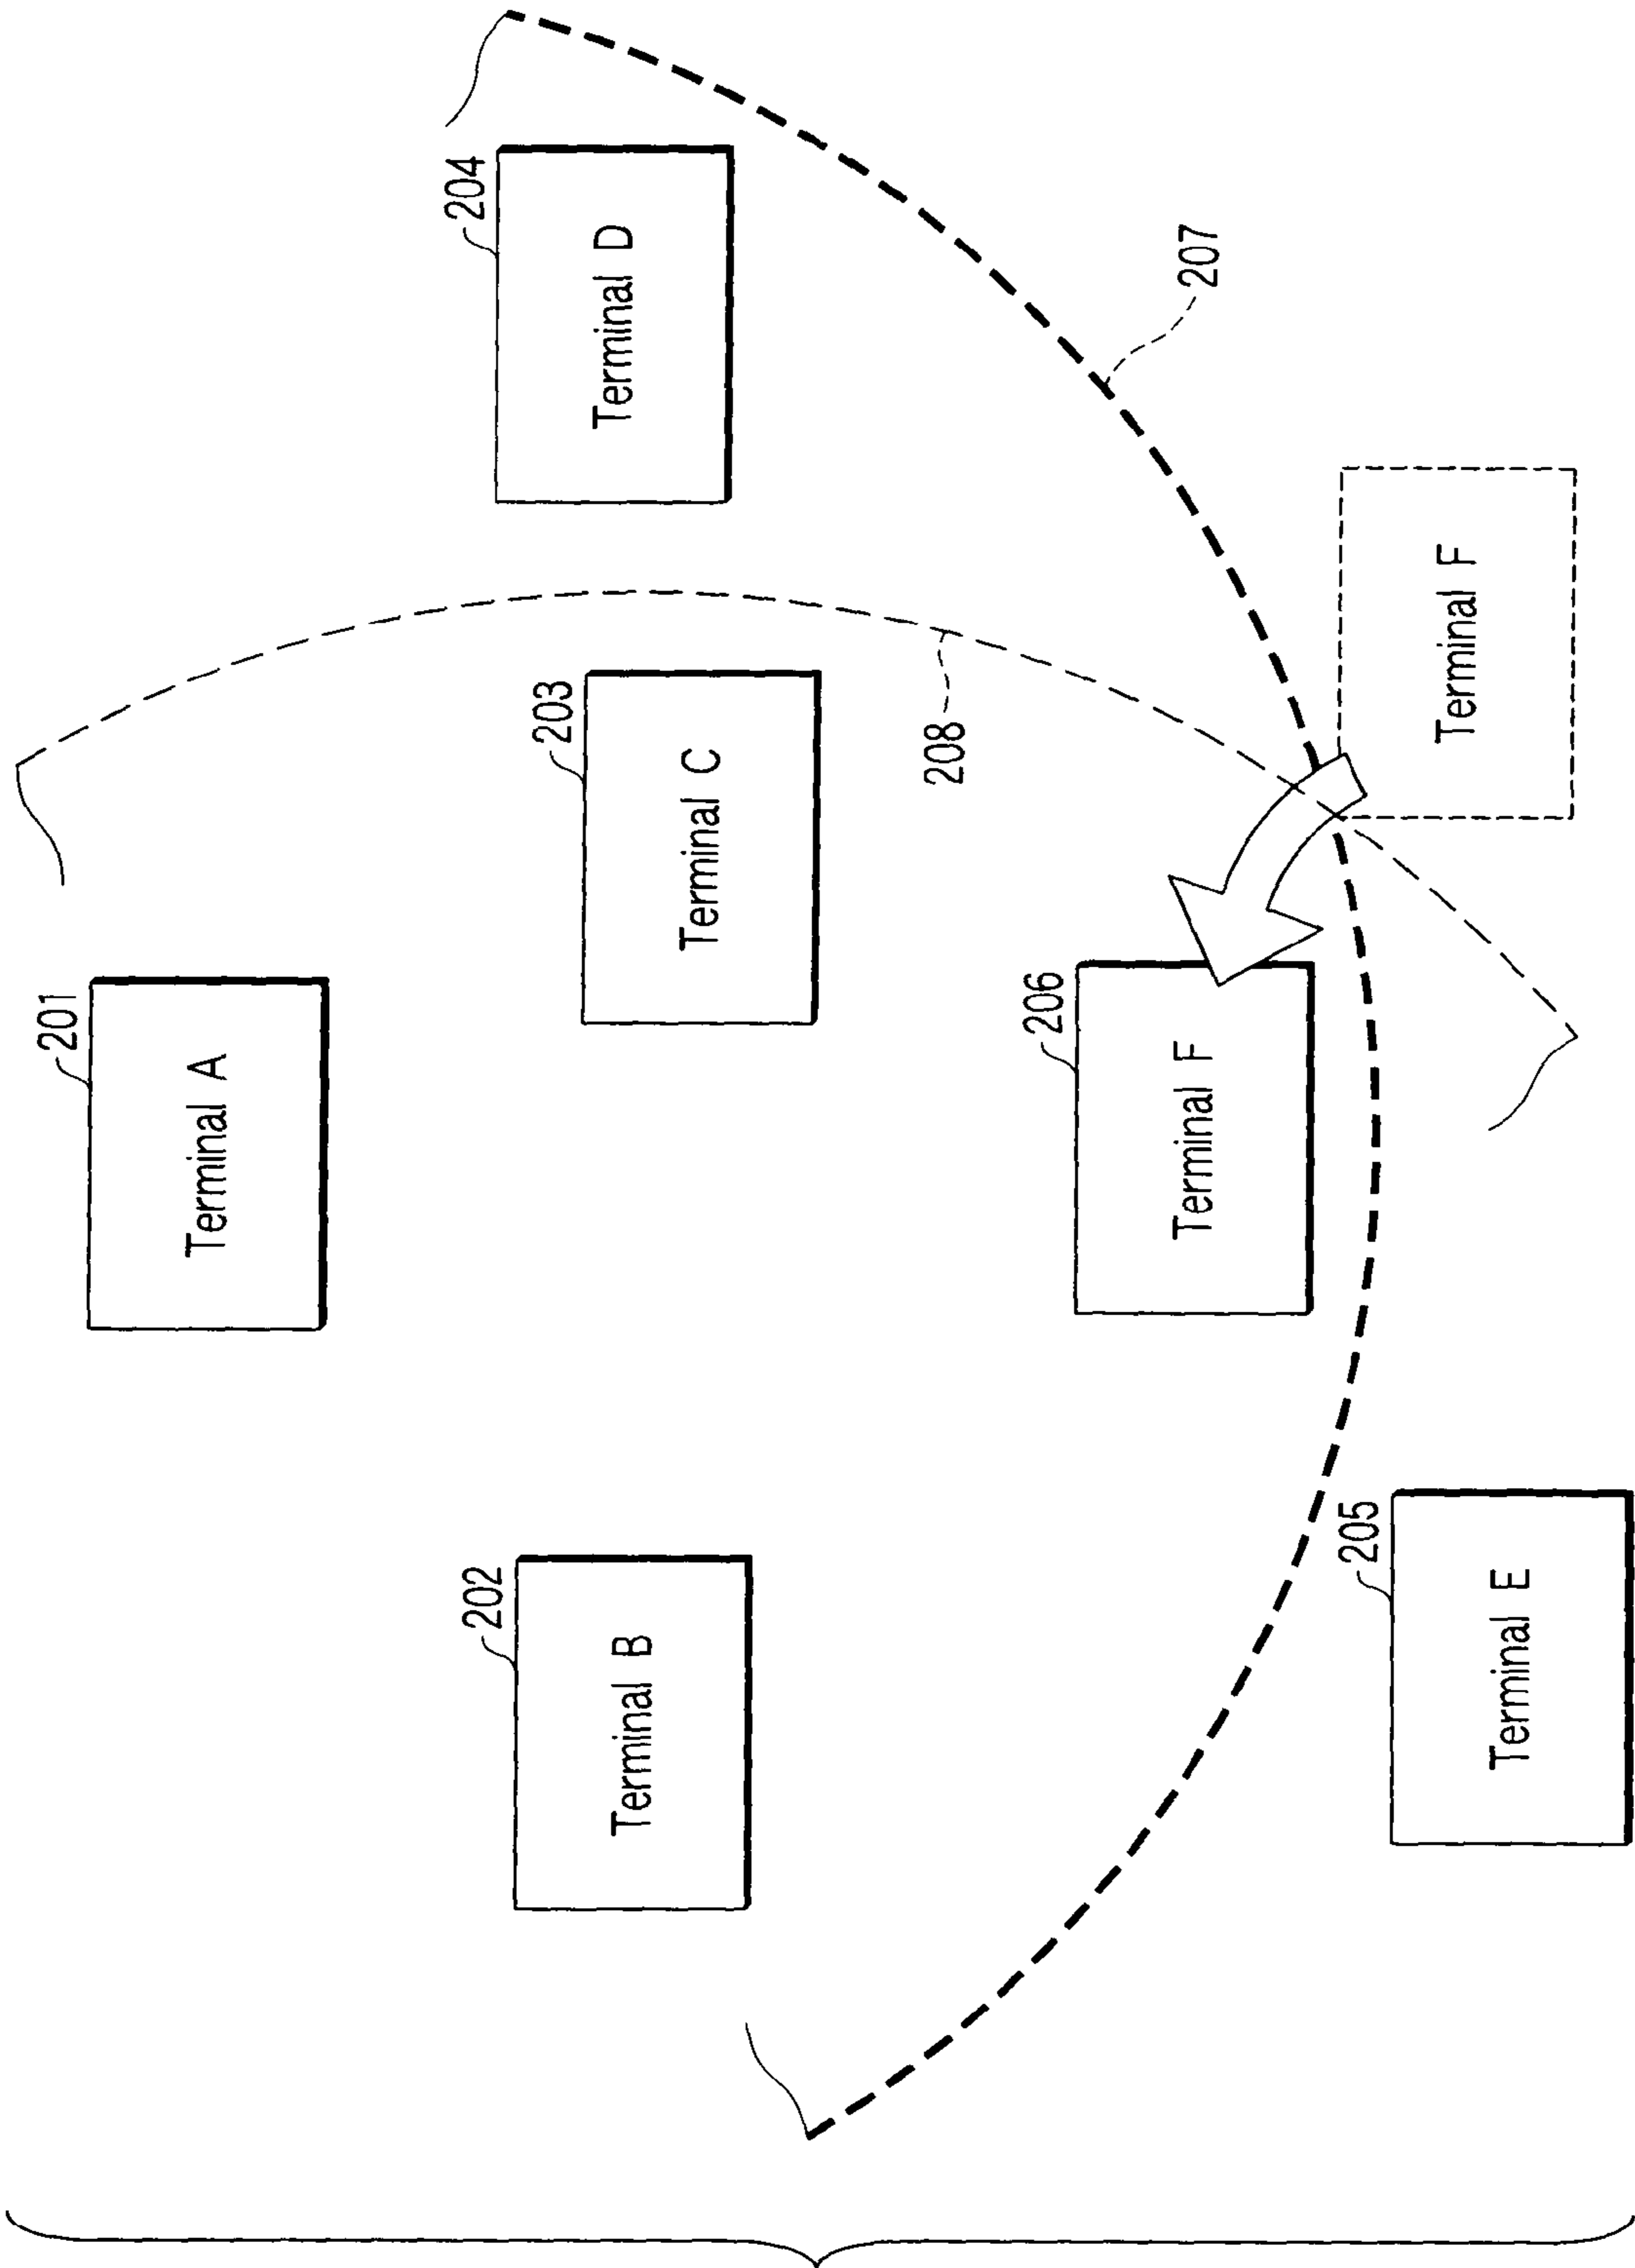 201
Terminal A
202
Terminal B
203
Terminal C
204
Terminal D
205
Terminal E
206
Terminal F
Terminal F
207
208